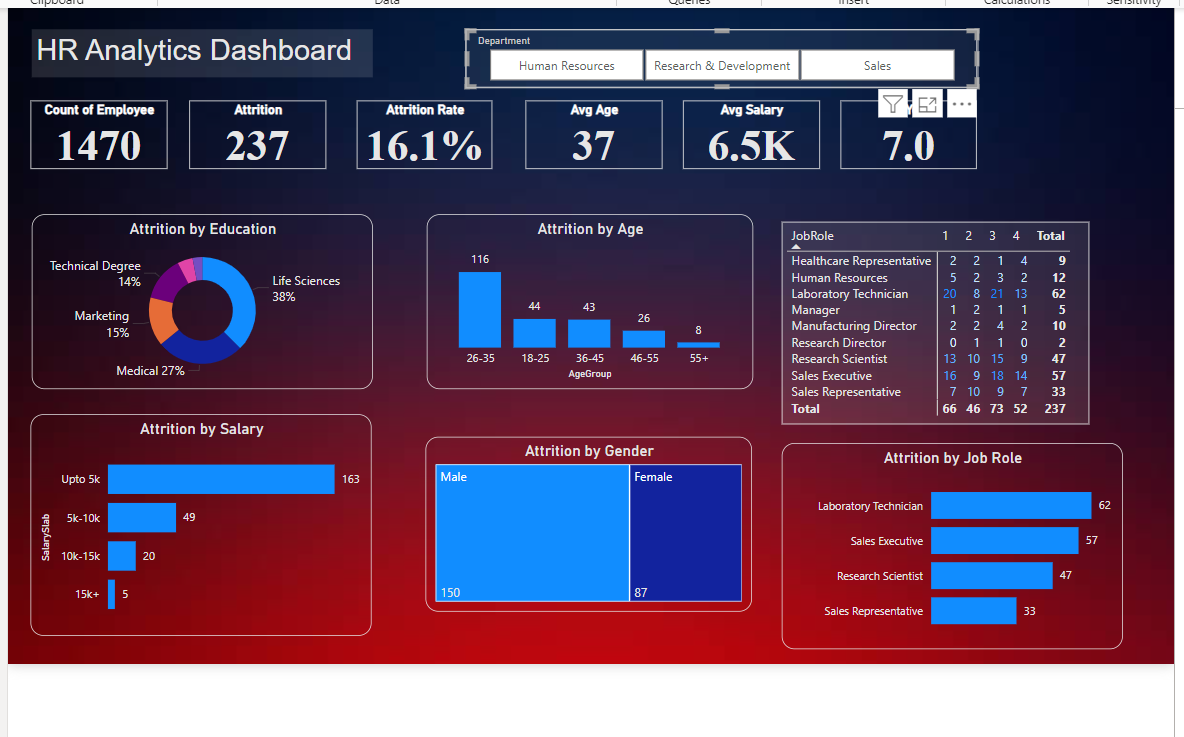 Clipboard
Data
Queries
Insert
Calculations
Sensitivity
HR Analytics Dashboard
Department
Human Resources
Research & Development
Sales
Count of Employee
1470
Attrition
237
Attrition Rate
16.1%
Avg Age
37
Avg Salary
6.5K
7.0
Attrition by Education
Technical Degree
14%
Life Sciences
38%
Marketing
15%
Medical 27%
Attrition by Age
116
44
43
26
8
26-35 18-25 36-45 46-55 55+
AgeGroup
JobRole 1 2 3 4 Total
Healthcare Representative 2 2 1 4 9
Human Resources 5 2 3 2 12
Laboratory Technician 20 8 21 13 62
Manager 1 2 1 1 5
Manufacturing Director 2 2 4 2 10
Research Director 0 1 1 0 2
Research Scientist 13 10 15 9 47
Sales Executive 16 9 18 14 57
Sales Representative 7 10 9 7 33
Total 66 46 73 52 237
Attrition by Salary
SalarySlab
Upto 5k 163
5k-10k 49
10k-15k 20
15k+ 5
Attrition by Gender
Male Female
150 87
Attrition by Job Role
Laboratory Technician 62
Sales Executive 57
Research Scientist 47
Sales Representative 33